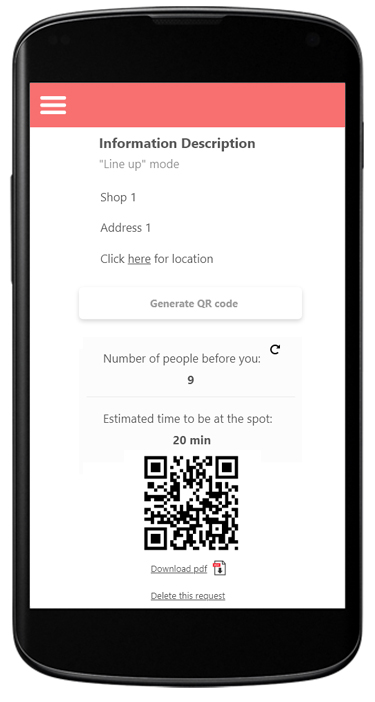 Information Description
"Line up" mode
Shop 1
Address 1
Click here for location
Generate QR code
Number of people before you:
9
Estimated time to be at the spot:
20 min
Download pdf
Delete this request